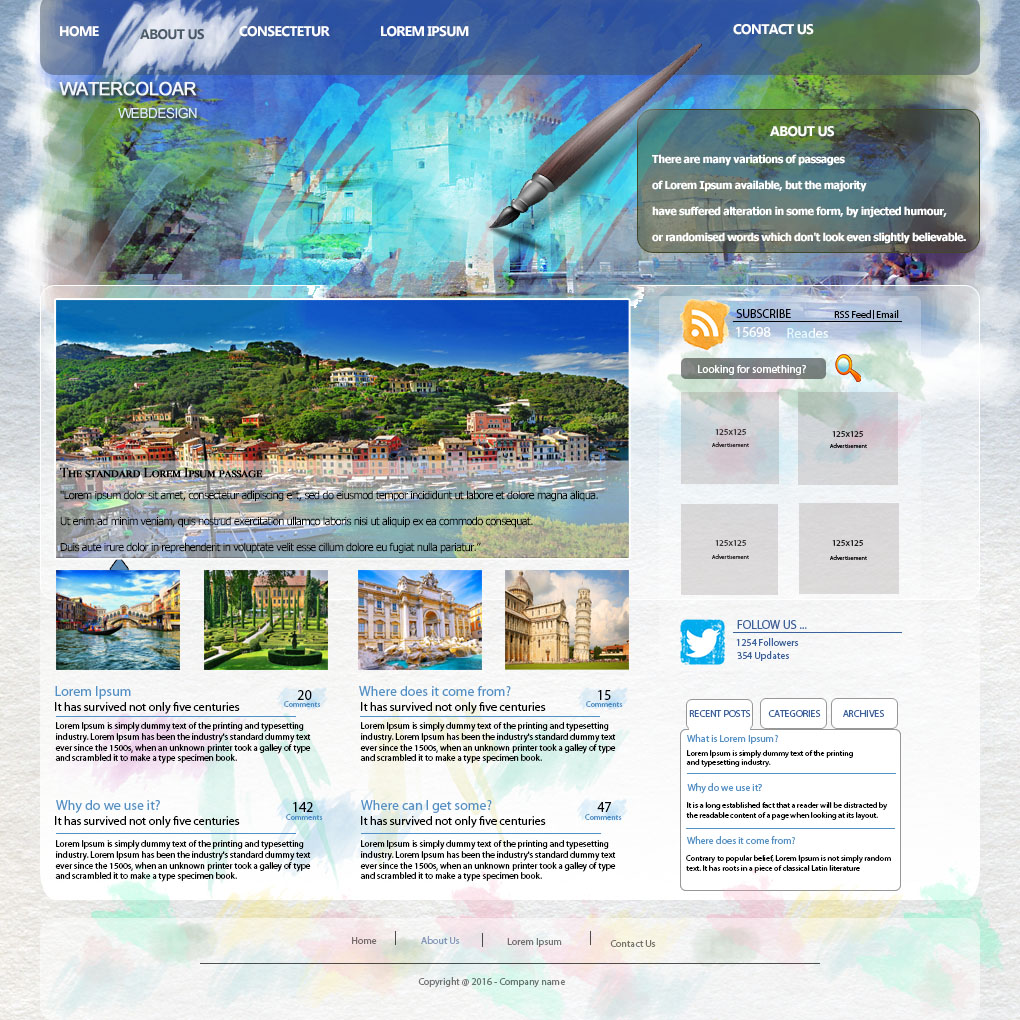 HOME
ABOUT US
CONSECTETUR
LOREM IPSUM
CONTACT US
WATERCOLOAR
WEBDESIGN
ABOUT US
There are many variations of passages
of Lorem Ipsum available, but the majority
have suffered alteration in some form, by injected humour,
or randomised words which don't look even slightly believable.
The standard Lorem Ipsum passage
"Lorem ipsum dolor sit amet, consectetur adipiscing elit, sed do eiusmod tempor incididunt ut labore et dolore magna aliqua.
Ut enim ad minim veniam, quis nostrud exercitation ullamco laboris nisi ut aliquip ex ea commodo consequat.
Duis aute irure dolor in reprehenderit in voluptate velit esse cillum dolore eu fugiat nulla pariatur."
SUBSCRIBE
RSS Feed| Email
15698 Reades
Looking for something?
125x125
Advertisement
125x125
Advertisement
125x125
Advertisement
125x125
Advertisement
FOLLOW US ...
1254 Followers
354 Updates
Lorem Ipsum
It has survived not only five centuries
20
Comments
Lorem Ipsum is simply dummy text of the printing and typesetting
industry. Lorem Ipsum has been the industry's standard dummy text
ever since the 1500s, when an unknown printer took a galley of type
and scrambled it to make a type specimen book.
Where does it come from?
It has survived not only five centuries
15
Comments
Lorem Ipsum is simply dummy text of the printing and typesetting
industry. Lorem Ipsum has been the industry's standard dummy text
ever since the 1500s, when an unknown printer took a galley of type
and scrambled it to make a type specimen book.
Why do we use it?
It has survived not only five centuries
142
Comments
Lorem Ipsum is simply dummy text of the printing and typesetting
industry. Lorem Ipsum has been the industry's standard dummy text
ever since the 1500s, when an unknown printer took a galley of type
and scrambled it to make a type specimen book.
Where can I get some?
It has survived not only five centuries
47
Comments
Lorem Ipsum is simply dummy text of the printing and typesetting
industry. Lorem Ipsum has been the industry's standard dummy text
ever since the 1500s, when an unknown printer took a galley of type
and scrambled it to make a type specimen book.
RECENT POSTS
CATEGORIES
ARCHIVES
What is Lorem Ipsum?
Lorem Ipsum is simply dummy text of the printing
and typesetting industry.
Why do we use it?
It is a long established fact that a reader will be distracted by
the readable content of a page when looking at its layout.
Where does it come from?
Contrary to popular belief, Lorem Ipsum is not simply random
text. It has roots in a piece of classical Latin literature
Home
About Us
Lorem Ipsum
Contact Us
Copyright @ 2016 - Company name